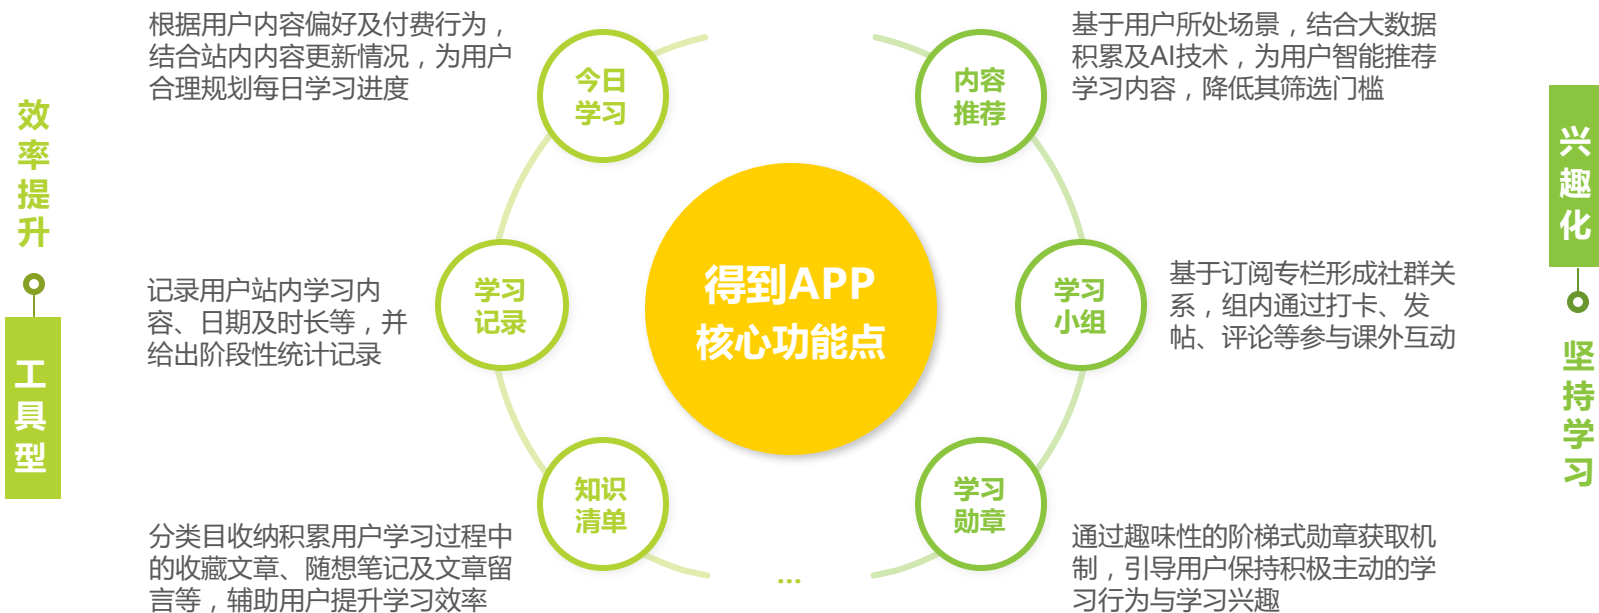 效
率
提
升
工
具
型
根据用户内容偏好及付费行为，
结合站内内容更新情况，为用户
合理规划每日学习进度
今日
学习
记录用户站内学习内
容、日期及时长等，并
给出阶段性统计记录
学习
记录
分类目收纳积累用户学习过程中
的收藏文章、随想笔记及文章留
言等，辅助用户提升学习效率
知识
清单
得到APP
核心功能点
...
内容
推荐
基于用户所处场景，结合大数据
积累及AI技术，为用户智能推荐
学习内容，降低其筛选门槛
学习
小组
基于订阅专栏形成社群关
系，组内通过打卡、发
帖、评论等参与课外互动
学习
勋章
通过趣味性的阶梯式勋章获取机
制，引导用户保持积极主动的学
习行为与学习兴趣
兴
趣
化
坚
持
学
习